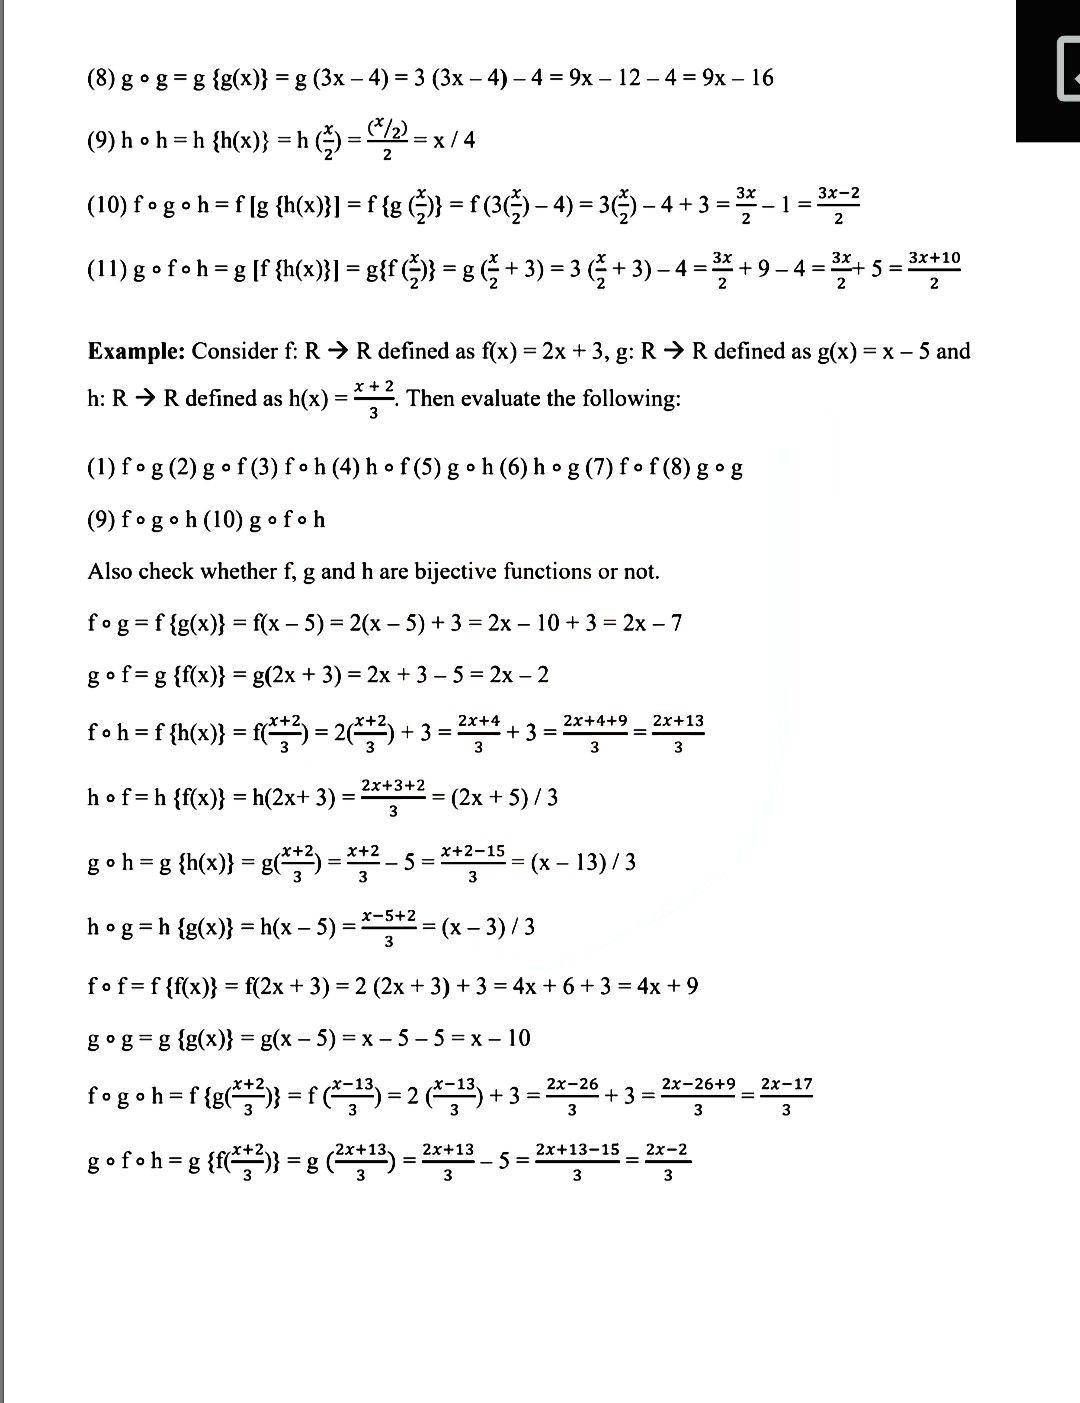 (8) g ∘ g = g {g(x)} = g (3x – 4) = 3 (3x – 4) – 4 = 9x – 12 – 4 = 9x – 16
(9) h ∘ h = h {h(x)} = h (x/2) = (x/2)/2 = x / 4
(10) f ∘ g ∘ h = f [g {h(x)}] = f {g (x/2)} = f (3(x/2) – 4) = 3(x/2) – 4 + 3 = 3x/2 – 1 = 3x−2/2
(11) g ∘ f ∘ h = g [f {h(x)}] = g{f (x/2)} = g (x/2 + 3) = 3 (x/2 + 3) – 4 = 3x/2 + 9 – 4 = 3x/2 + 5 = 3x+10/2
Example: Consider f: R → R defined as f(x) = 2x + 3, g: R → R defined as g(x) = x – 5 and
h: R → R defined as h(x) = x + 2/3. Then evaluate the following:
(1) f ∘ g (2) g ∘ f (3) f ∘ h (4) h ∘ f (5) g ∘ h (6) h ∘ g (7) f ∘ f (8) g ∘ g
(9) f ∘ g ∘ h (10) g ∘ f ∘ h
Also check whether f, g and h are bijective functions or not.
f ∘ g = f {g(x)} = f(x – 5) = 2(x – 5) + 3 = 2x – 10 + 3 = 2x – 7
g ∘ f = g {f(x)} = g(2x + 3) = 2x + 3 – 5 = 2x – 2
f ∘ h = f {h(x)} = f(x+2/3) = 2(x+2/3) + 3 = 2x+4/3 + 3 = 2x+4+9/3 = 2x+13/3
h ∘ f = h {f(x)} = h(2x+ 3) = 2x+3+2/3 = (2x + 5) / 3
g ∘ h = g {h(x)} = g(x+2/3) = x+2/3 – 5 = x+2−15/3 = (x – 13) / 3
h ∘ g = h {g(x)} = h(x – 5) = x−5+2/3 = (x – 3) / 3
f ∘ f = f {f(x)} = f(2x + 3) = 2 (2x + 3) + 3 = 4x + 6 + 3 = 4x + 9
g ∘ g = g {g(x)} = g(x – 5) = x – 5 – 5 = x – 10
f ∘ g ∘ h = f {g(x+2/3)} = f (x−13/3) = 2 (x−13/3) + 3 = 2x−26/3 + 3 = 2x−26+9/3 = 2x−17/3
g ∘ f ∘ h = g {f(x+2/3)} = g (2x+13/3) = 2x+13/3 – 5 = 2x+13−15/3 = 2x−2/3